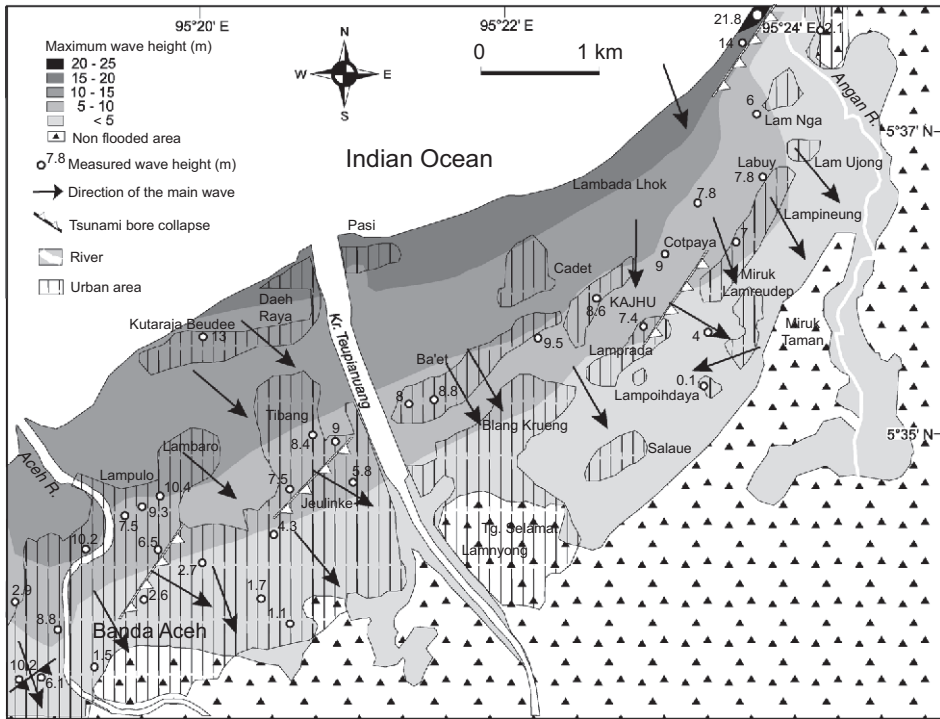 95°20' E
95°22' E
95°24' E
21.8
2.1
14
Maximum wave height (m)
20 - 25
15 - 20
10 - 15
5 - 10
< 5
Non flooded area
7.8 Measured wave height (m)
Direction of the main wave
Tsunami bore collapse
River
Urban area
N
W
E
S
0
1 km
Angan R.
6
Lam Nga
5°37' N
Indian Ocean
Labuy
7.8
Lam Ujong
Lambada Lhok
7.8
Lampineung
Pasi
Cotpaya
7
9
Cadet
Miruk
Lamreudep
Daeh
Raya
KAJHU
8.6
7.4
Kutaraja Beudee
13
Kr. Teupianuang
9.5
4
Miruk
Taman
Lamprada
Ba'et
0.1
Lampoihdaya
8
8.8
Tibang
8.4
9
Blang Krueng
5°35' N
Lambaro
Salaue
Aceh R.
Lampulo
10.4
7.5
5.8
9.3
7.5
Jeulinke
4.3
Tg. Selamat
Lamnyong
10.2
6.5
2.7
2.9
2.6
1.7
1.1
8.8
Banda Aceh
1.5
10.2
6.1